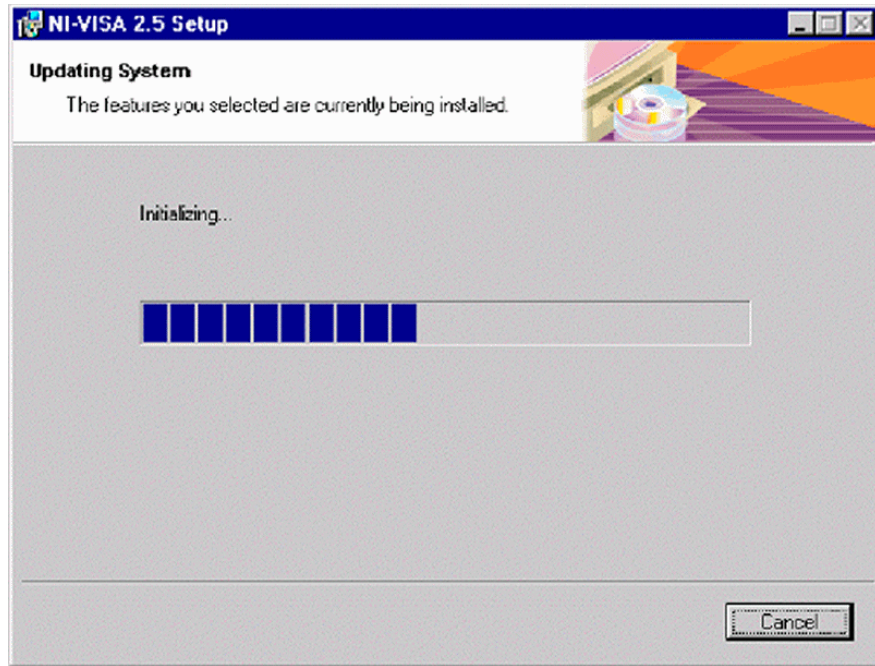 NI-VISA 2.5 Setup
Updating System
The features you selected are currently being installed.
Initializing...
Cancel